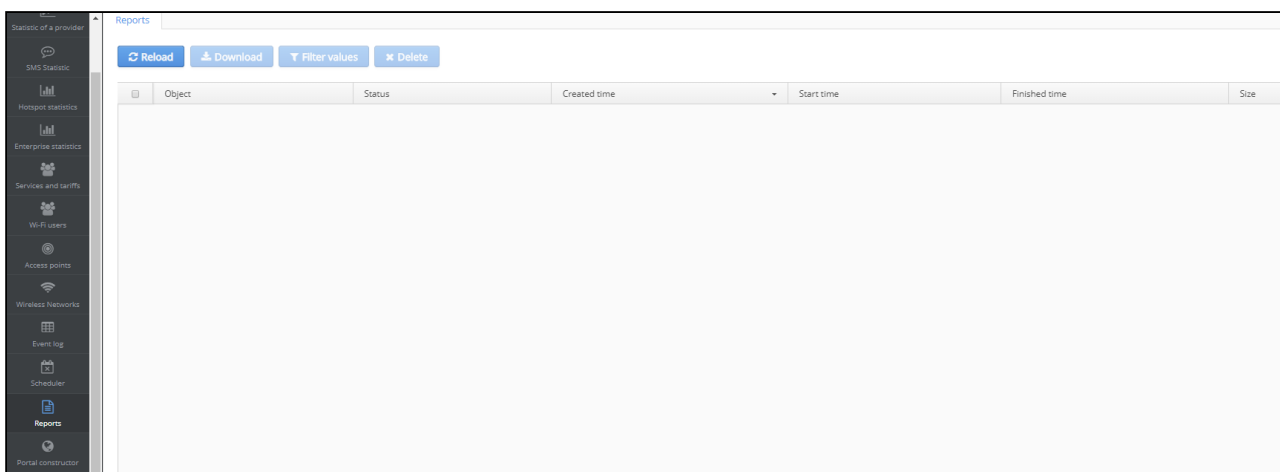 Statistic of a provider
SMS Statistic
Hotspot statistics
Enterprise statistics
Services and tariffs
Wi-Fi users
Access points
Wireless Networks
Event log
Scheduler
Reports
Portal constructor
Reports
Reload Download Filter values Delete
Object Status Created time Start time Finished time Size